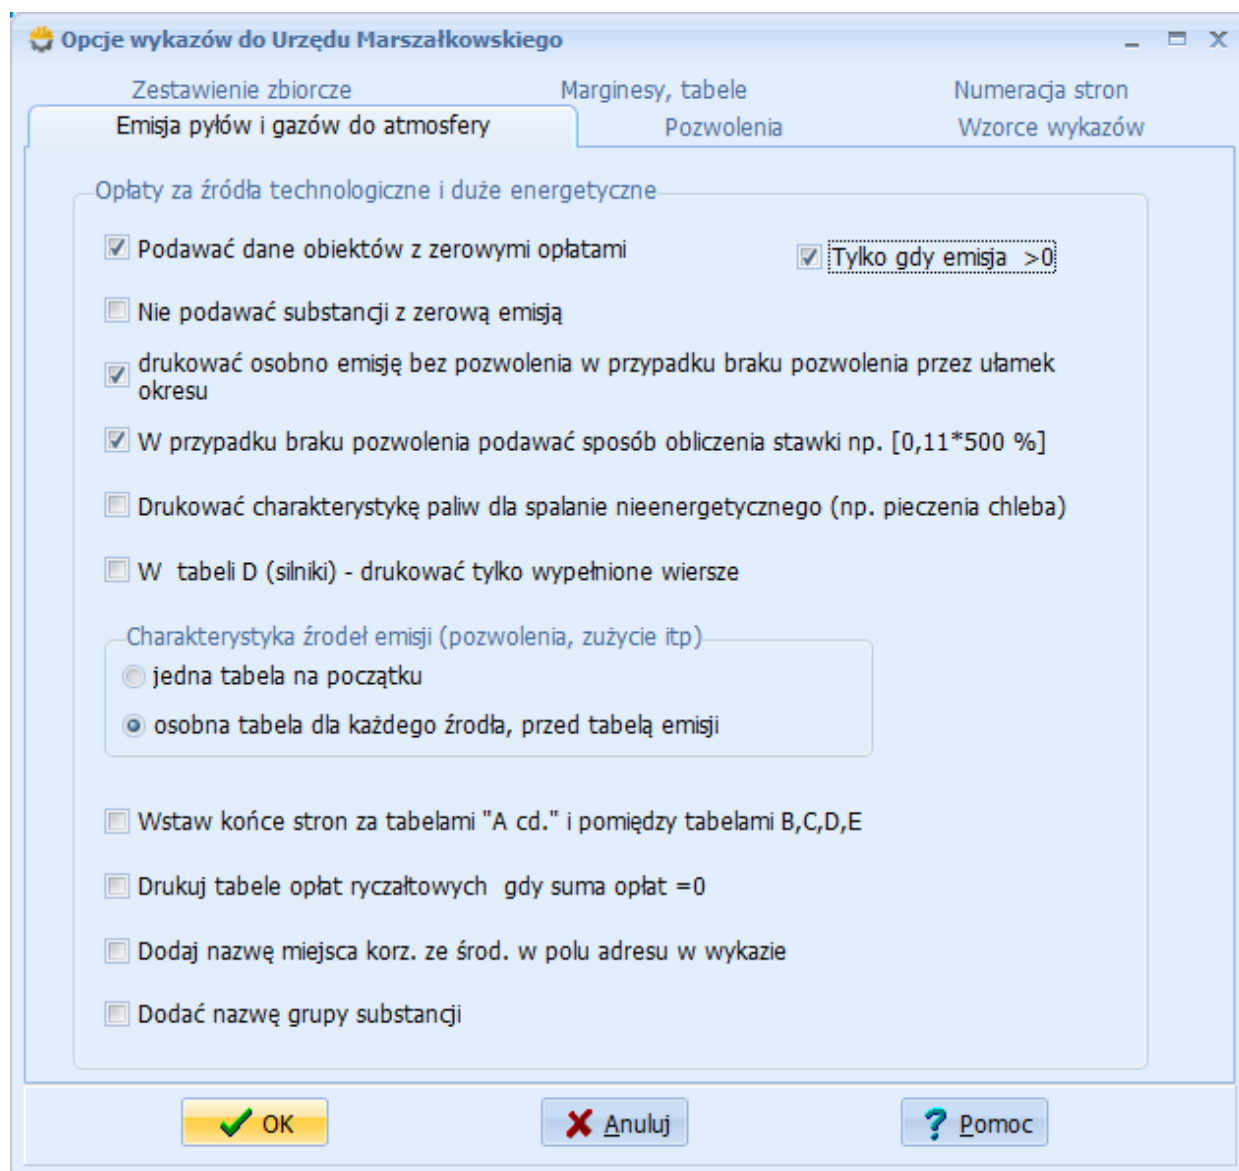 Opcje wykazów do Urzędu Marszałkowskiego
Zestawienie zbiorcze Marginesy, tabele Numeracja stron
Emisja pyłów i gazów do atmosfery Pozwolenia Wzorce wykazów
Opłaty za źródła technologiczne i duże energetyczne
Podawać dane obiektów z zerowymi opłatami Tylko gdy emisja >0
Nie podawać substancji z zerową emisją
drukować osobno emisję bez pozwolenia w przypadku braku pozwolenia przez ułamek
okresu
W przypadku braku pozwolenia podawać sposób obliczenia stawki np. [0,11*500 %]
Drukować charakterystykę paliw dla spalanie nieenergetycznego (np. pieczenia chleba)
W tabeli D (silniki) - drukować tylko wypełnione wiersze
Charakterystyka źrodeł emisji (pozwolenia, zużycie itp)
jedna tabela na początku
osobna tabela dla każdego źrodła, przed tabelą emisji
Wstaw końce stron za tabelami "A cd." i pomiędzy tabelami B,C,D,E
Drukuj tabele opłat ryczałtowych gdy suma opłat =0
Dodaj nazwę miejsca korz. ze środ. w polu adresu w wykazie
Dodać nazwę grupy substancji
OK Anuluj Pomoc